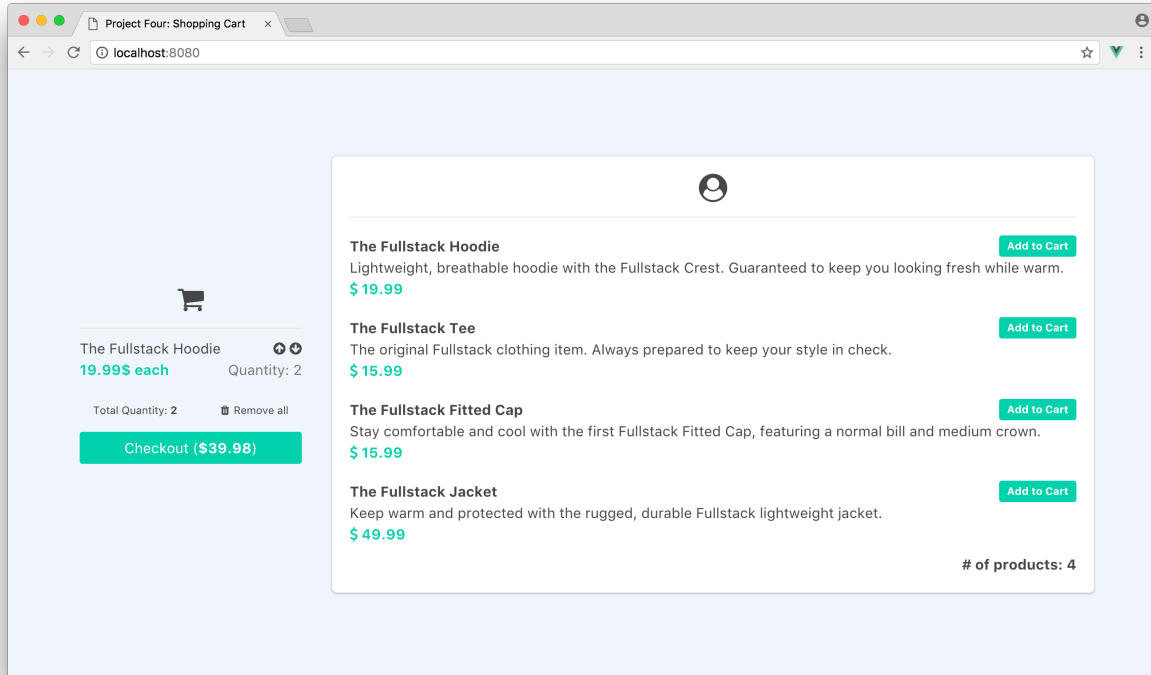 Project Four: Shopping Cart
localhost:8080
The Fullstack Hoodie
19.99$ each Quantity: 2
Total Quantity: 2 Remove all
Checkout ($39.98)
The Fullstack Hoodie Add to Cart
Lightweight, breathable hoodie with the Fullstack Crest. Guaranteed to keep you looking fresh while warm.
$ 19.99
The Fullstack Tee Add to Cart
The original Fullstack clothing item. Always prepared to keep your style in check.
$ 15.99
The Fullstack Fitted Cap Add to Cart
Stay comfortable and cool with the first Fullstack Fitted Cap, featuring a normal bill and medium crown.
$ 15.99
The Fullstack Jacket Add to Cart
Keep warm and protected with the rugged, durable Fullstack lightweight jacket.
$ 49.99
# of products: 4